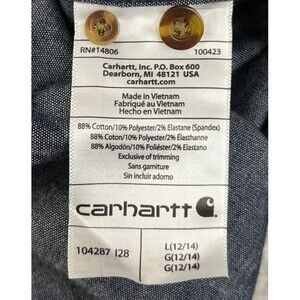 RN#14806 100423
Carhartt, Inc. P.O. Box 600
Dearborn, MI 48121 USA
carhartt.com
Made in Vietnam
Fabriqué au Vietnam
Hecho en Vietnam
88% Cotton/10% Polyester/2% Elastane (Spandex)
88% Coton/10% Polyester/2% Élasthanne
88% Algodón/10% Poliéster/2% Elastano
Exclusive of trimming
Sans garniture
Sin incluir adornado
carhartt
104287 I28
L(12/14)
G(12/14)
G(12/14)